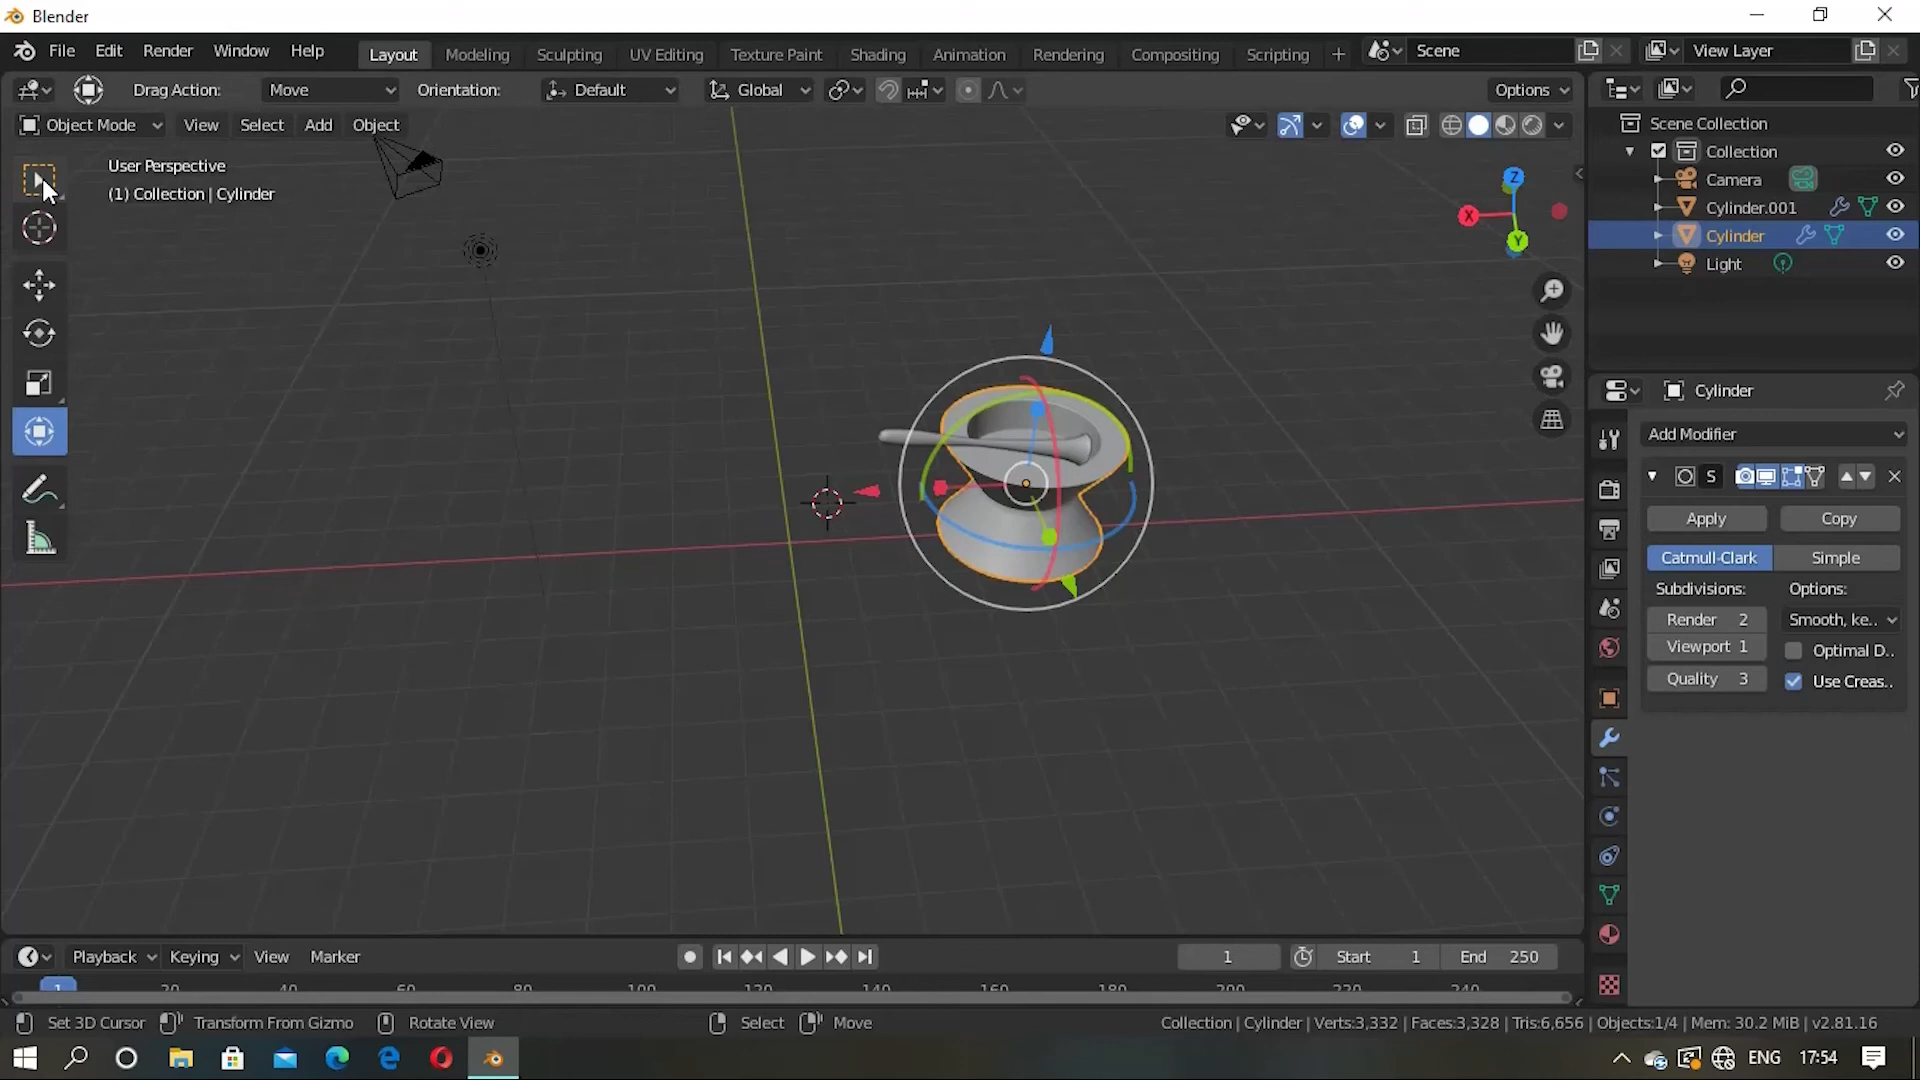 Blender
File Edit Render Window Help Layout Modeling Sculpting UV Editing Texture Paint Shading Animation Rendering Compositing Scripting + Scene View Layer
Drag Action: Move Orientation: Default Global Options
Object Mode View Select Add Object
User Perspective
(1) Collection | Cylinder
Z
X
Y
Scene Collection
Collection
Camera
Cylinder.001
Cylinder
Light
Cylinder
Add Modifier
S
Apply Copy
Catmull-Clark Simple
Subdivisions: Options:
Render 2 Smooth, ke..
Viewport 1 Optimal D..
Quality 3 Use Creas..
Playback Keying View Marker 1 Start 1 End 250
1 20 40 60 80 100 120 140 160 180 200 220 240
Set 3D Cursor Transform From Gizmo Rotate View Select Move Collection | Cylinder | Verts:3,332 | Faces:3,328 | Tris:6,656 | Objects:1/4 | Mem: 30.2 MiB | v2.81.16
ENG 17:54